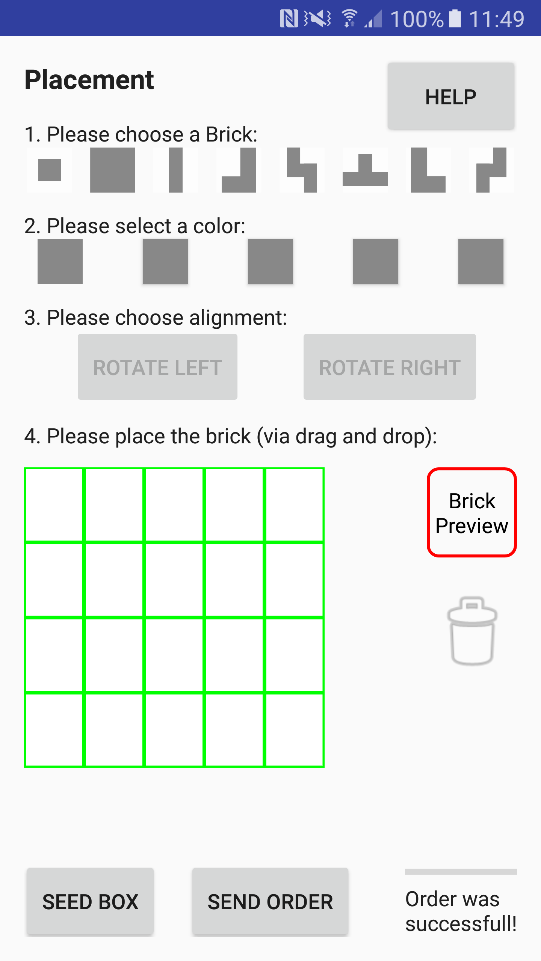 100% 11:49
Placement
HELP
1. Please choose a Brick:
2. Please select a color:
3. Please choose alignment:
ROTATE LEFT
ROTATE RIGHT
4. Please place the brick (via drag and drop):
Brick
Preview
SEED BOX
SEND ORDER
Order was
successfull!